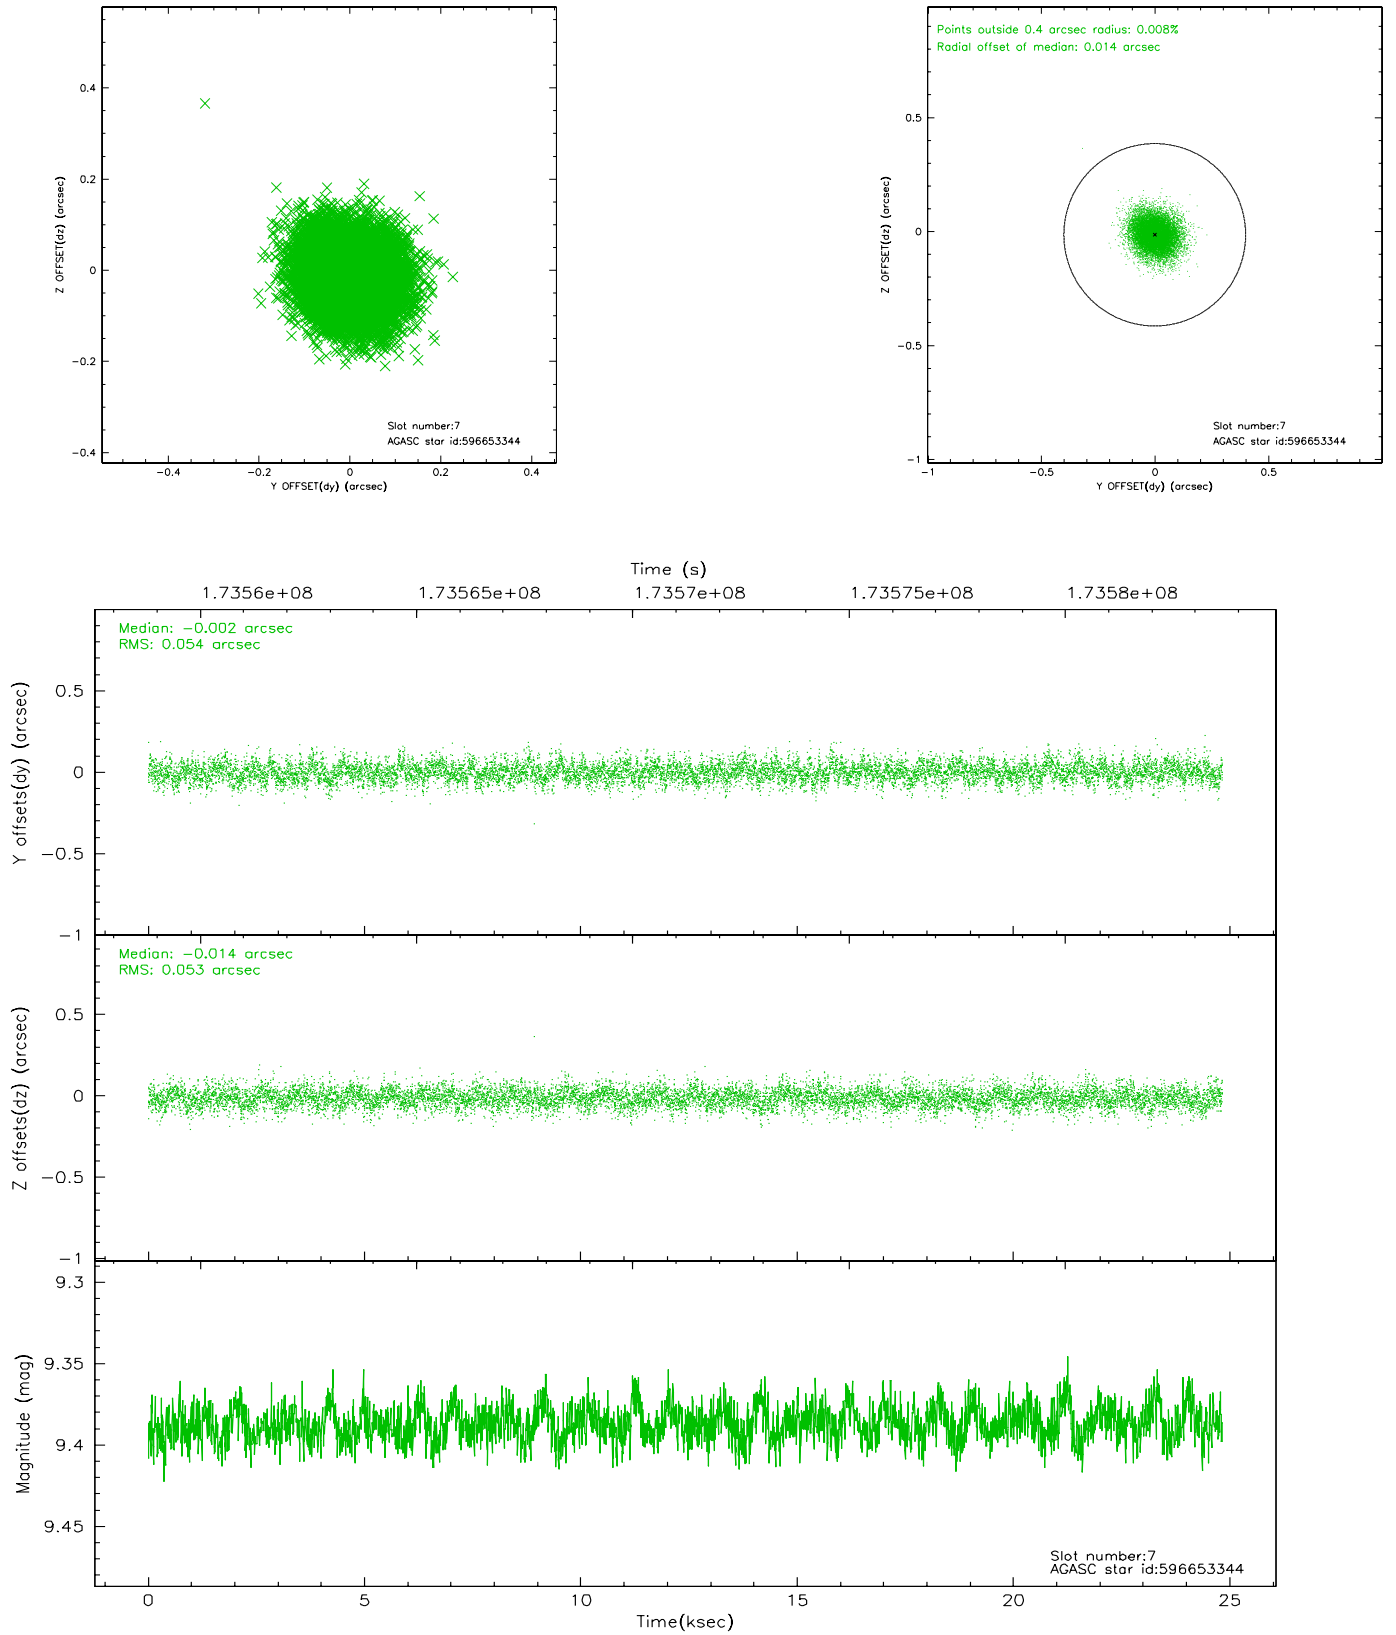 0.4
0.2
0
−0.2
−0.4
Z OFFSET(dz) (arcsec)
−0.4 −0.2 0 0.2 0.4
Y OFFSET(dy) (arcsec)
Slot number:7
AGASC star id:596653344
Points outside 0.4 arcsec radius: 0.008%
Radial offset of median: 0.014 arcsec
0.5
0
−0.5
−1
Z OFFSET(dz) (arcsec)
−1 −0.5 0 0.5
Y OFFSET(dy) (arcsec)
Slot number:7
AGASC star id:596653344
Time (s)
1.7356e+08 1.73565e+08 1.7357e+08 1.73575e+08 1.7358e+08
Median: −0.002 arcsec
RMS: 0.054 arcsec
0.5
0
−0.5
−1
Y offsets(dy) (arcsec)
Median: −0.014 arcsec
RMS: 0.053 arcsec
0.5
0
−0.5
−1
Z offsets(dz) (arcsec)
9.3
9.35
9.4
9.45
Magnitude (mag)
Slot number:7
AGASC star id:596653344
0 5 10 15 20 25
Time(ksec)